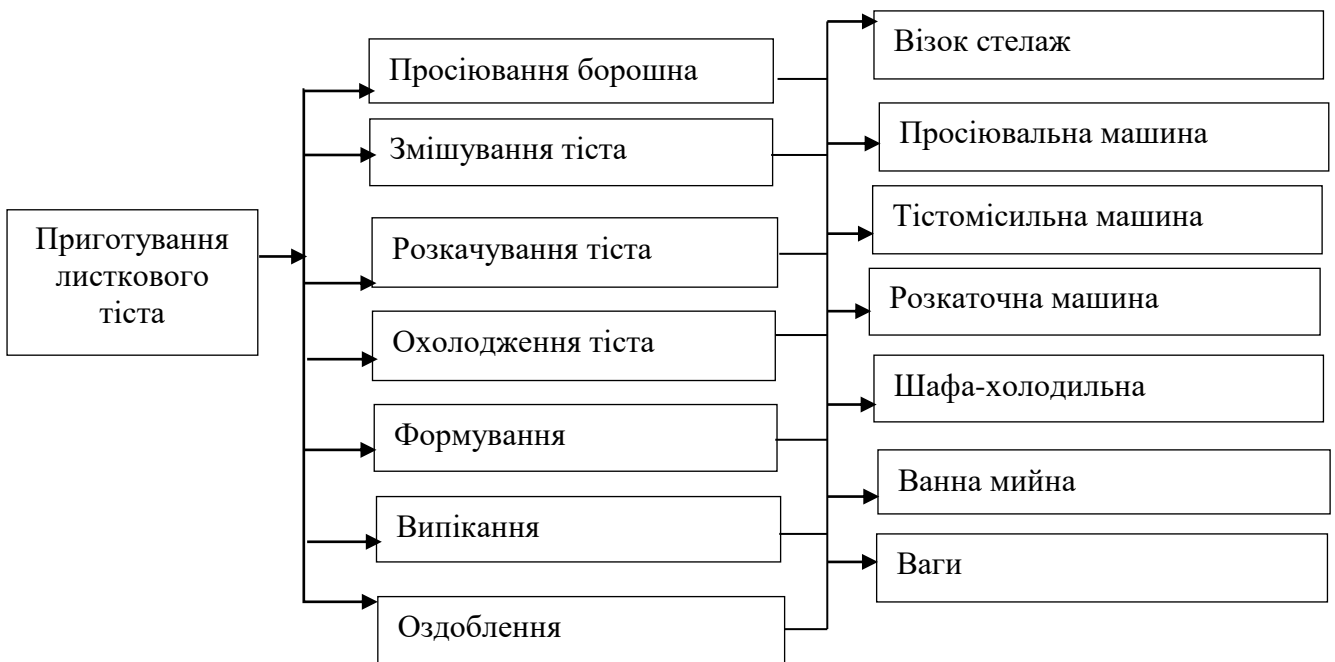 Приготування
листкового
тіста
Просіювання борошна
Змішування тіста
Розкачування тіста
Охолодження тіста
Формування
Випікання
Оздоблення
Візок стелаж
Просіювальна машина
Тістомісильна машина
Розкаточна машина
Шафа-холодильна
Ванна мийна
Ваги